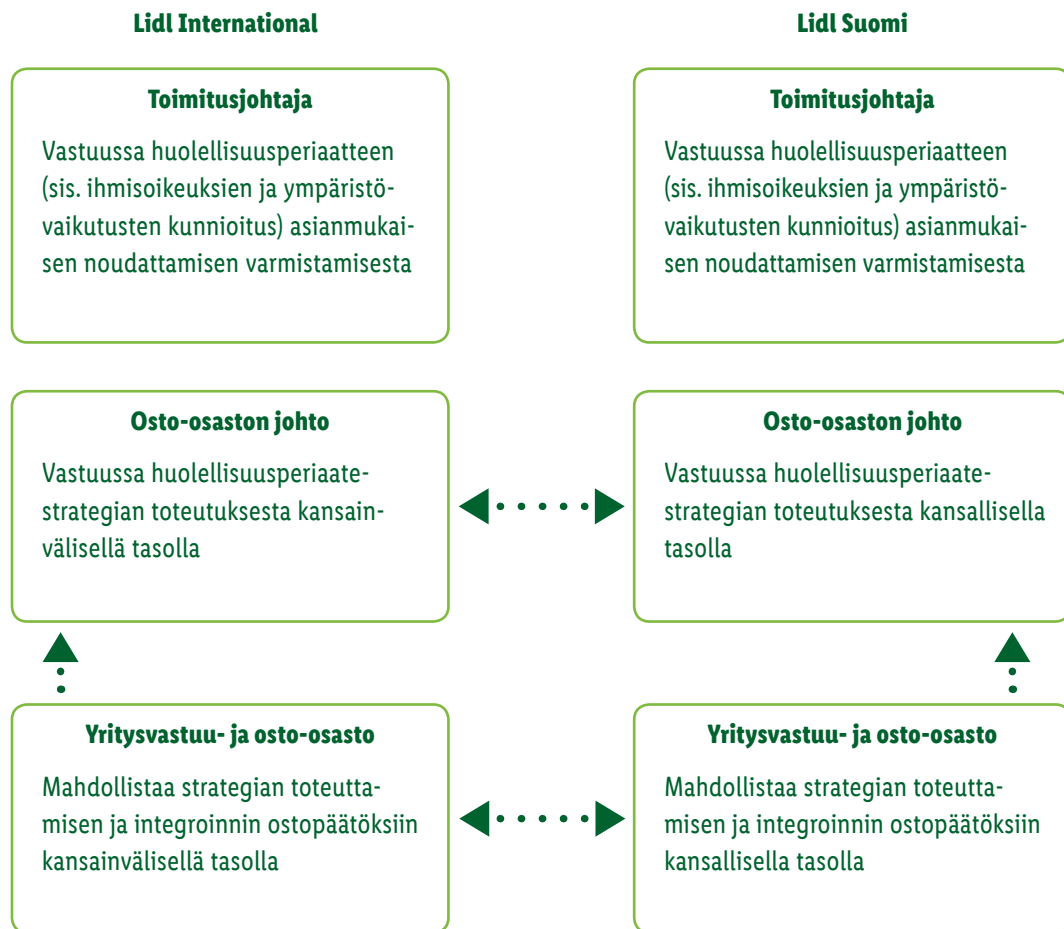 Lidl International
Toimitusjohtaja
Vastuussa huolellisuusperiaatteen
(sis. ihmisoikeuksien ja ympäristö-
vaikutusten kunnioitus) asianmukai-
sen noudattamisen varmistamisesta
Osto-osaston johto
Vastuussa huolellisuusperiaate-
strategian toteutuksesta kansain-
välisellä tasolla
Yritysvastuu- ja osto-osasto
Mahdollistaa strategian toteutta-
misen ja integroinnin ostopäätöksiin
kansainvälisellä tasolla
Lidl Suomi
Toimitusjohtaja
Vastuussa huolellisuusperiaatteen
(sis. ihmisoikeuksien ja ympäristö-
vaikutusten kunnioitus) asianmukai-
sen noudattamisen varmistamisesta
Osto-osaston johto
Vastuussa huolellisuusperiaate-
strategian toteutuksesta kansallisella
tasolla
Yritysvastuu- ja osto-osasto
Mahdollistaa strategian toteutta-
misen ja integroinnin ostopäätöksiin
kansallisella tasolla